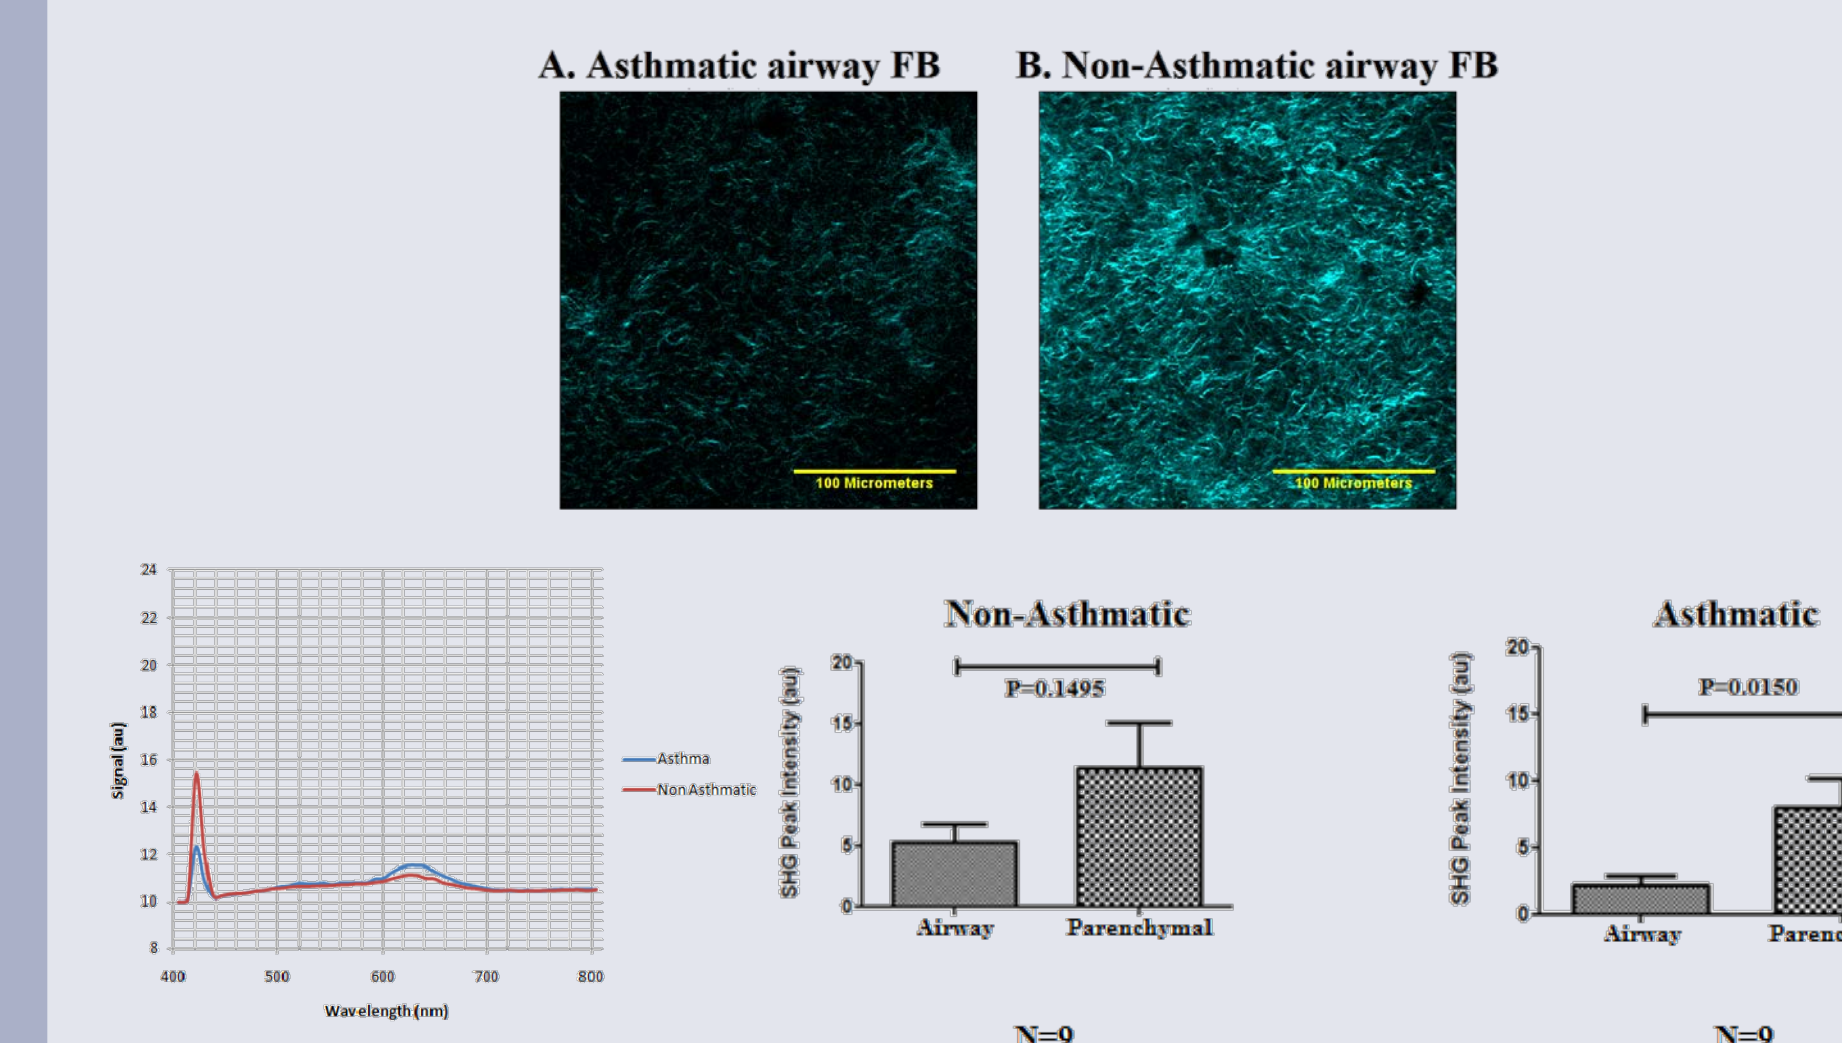 A. Asthmatic airway FB
B. Non-Asthmatic airway FB
100 Micrometers
100 Micrometers
24
22
20
18
16
14
12
10
8
400 500 600 700 800
Signal (au)
Wavelength (nm)
Asthma
Non Asthmatic
Non-Asthmatic
SHG Peak Intensity (au)
20
15
10
5
0
P=0.1495
Airway Parenchymal
N=9
Asthmatic
SHG Peak Intensity (au)
20
15
10
5
0
P=0.0150
Airway
N=9